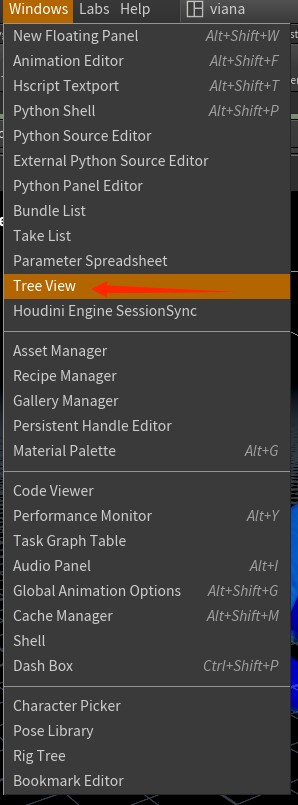 Windows Labs Help viana
New Floating Panel Alt+Shift+W
Animation Editor Alt+Shift+F
Hscript Textport Alt+Shift+T
Python Shell Alt+Shift+P
Python Source Editor
External Python Source Editor
Python Panel Editor
Bundle List
Take List
Parameter Spreadsheet
Tree View
Houdini Engine SessionSync
Asset Manager
Recipe Manager
Gallery Manager
Persistent Handle Editor
Material Palette Alt+G
Code Viewer
Performance Monitor Alt+Y
Task Graph Table
Audio Panel Alt+I
Global Animation Options Alt+Shift+G
Cache Manager Alt+Shift+M
Shell
Dash Box Ctrl+Shift+P
Character Picker
Pose Library
Rig Tree
Bookmark Editor